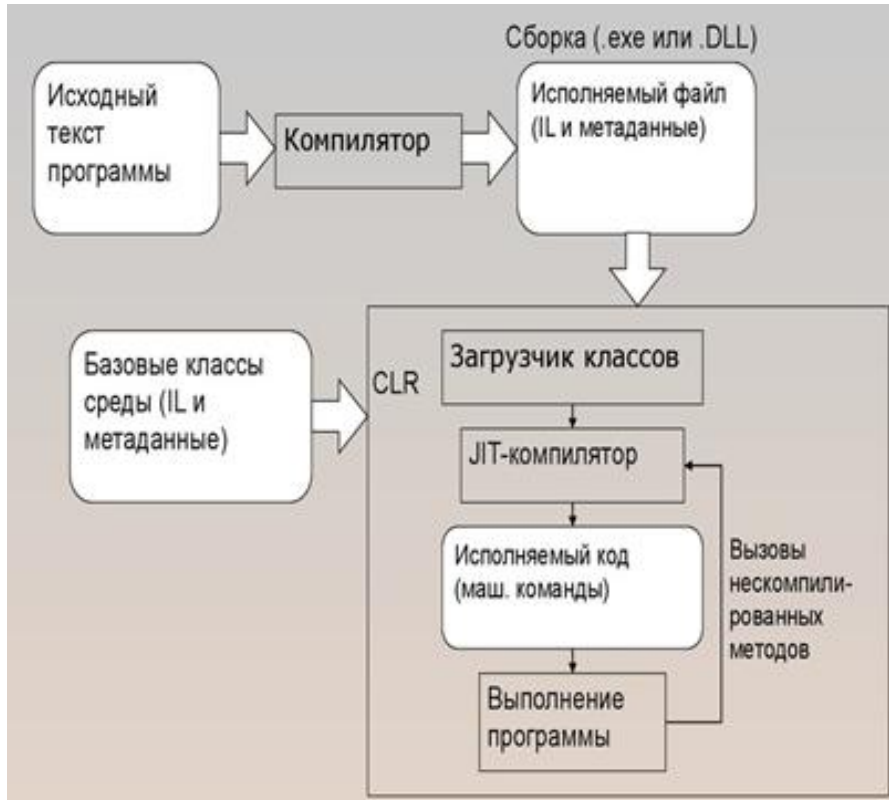 Сборка (.exe или .DLL)
Исходный
текст
программы
Компилятор
Исполняемый файл
(IL и метаданные)
Базовые классы
среды (IL и
метаданные)
CLR
Загрузчик классов
JIT-компилятор
Исполняемый код
(маш. команды)
Вызовы
нескомпили-
рованных
методов
Выполнение
программы